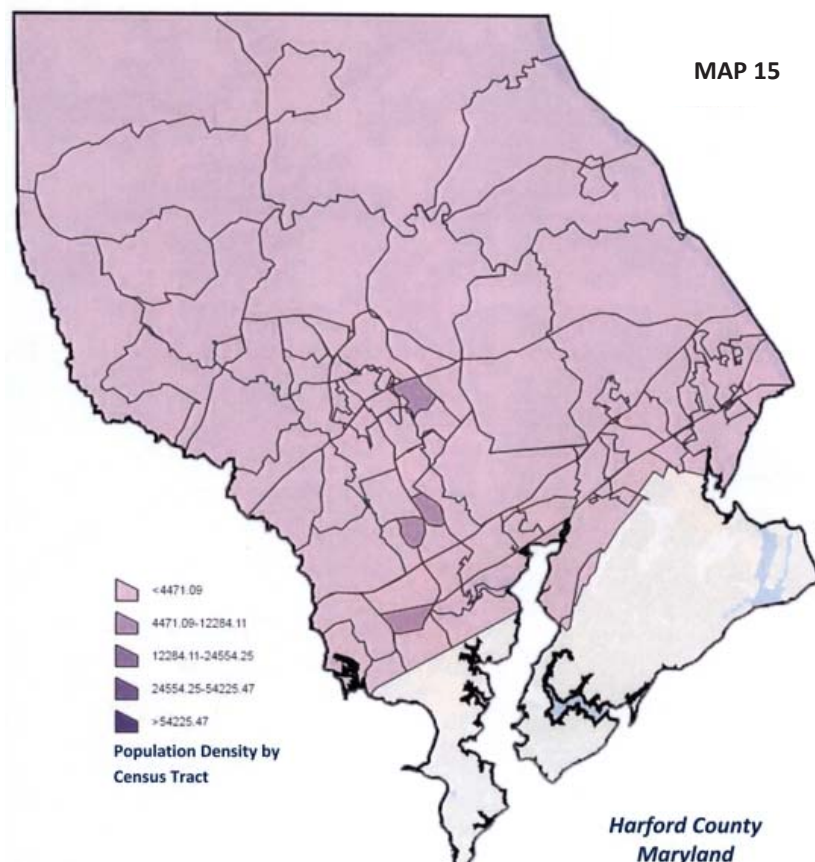 MAP 15
<4471.09
4471.09-12284.11
12284.11-24554.25
24554.25-54225.47
>54225.47
Population Density by
Census Tract
Harford County
Maryland